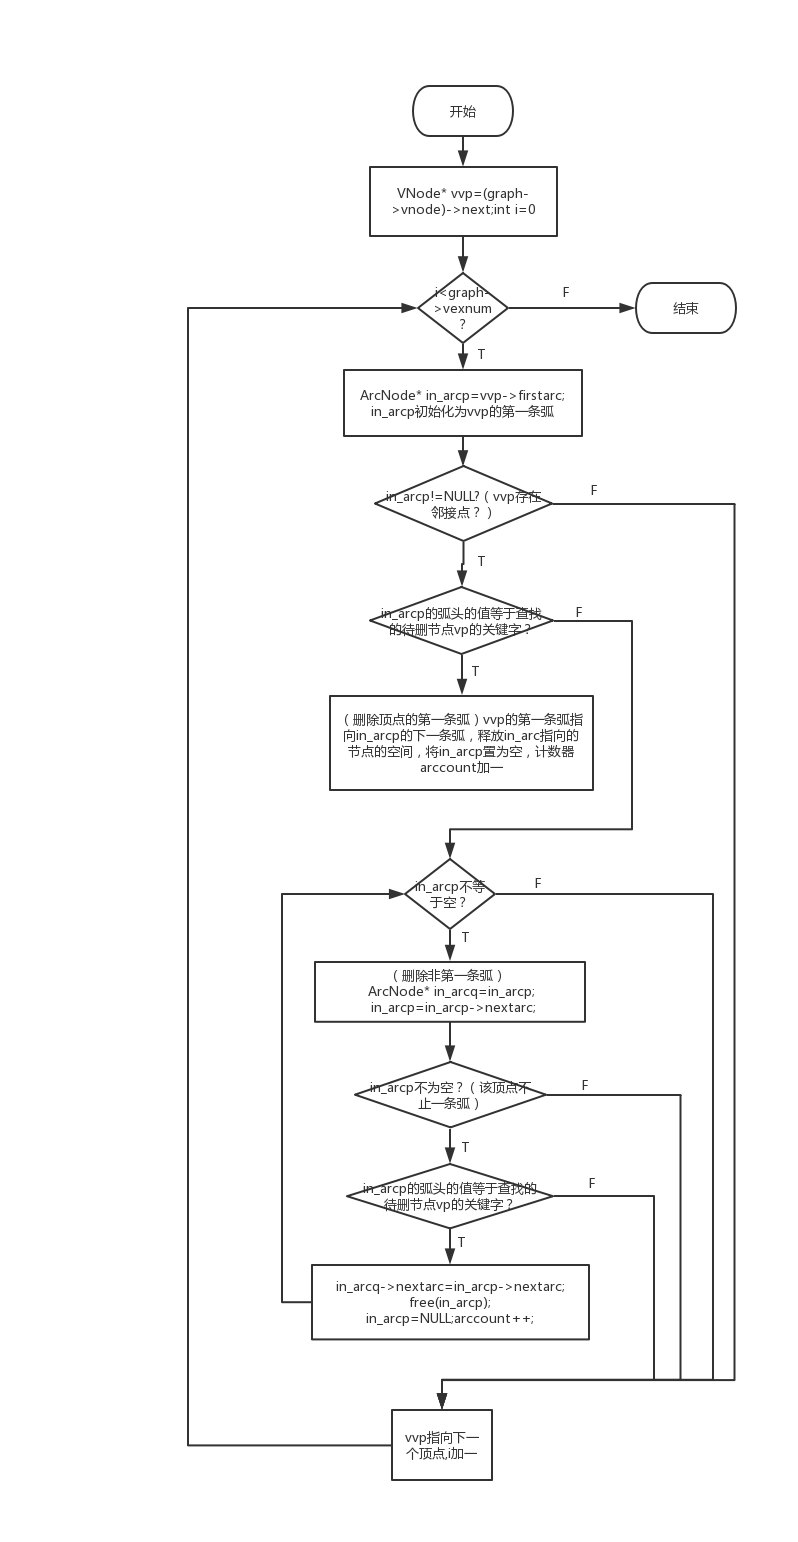 开始
VNode* vvp=(graph-
>vnode)->next;int i=0
i<graph-
>vexnum
？
F
结束
T
ArcNode* in_arcp=vvp->firstarc;
in_arcp初始化为vvp的第一条弧
in_arcp!=NULL?（vvp存在
邻接点？）
F
T
in_arcp的弧头的值等于查找
的待删节点vp的关键字？
F
T
（删除顶点的第一条弧）vvp的第一条弧指
向in_arcp的下一条弧，释放in_arc指向的
节点的空间，将in_arcp置为空，计数器
arccount加一
in_arcp不等
于空？
F
T
（删除非第一条弧）
ArcNode* in_arcq=in_arcp;
in_arcp=in_arcp->nextarc;
in_arcp不为空？（该顶点不
止一条弧）
F
T
in_arcp的弧头的值等于查找的
待删节点vp的关键字？
F
T
in_arcq->nextarc=in_arcp->nextarc;
free(in_arcp);
in_arcp=NULL;arccount++;
vvp指向下一
个顶点,i加一